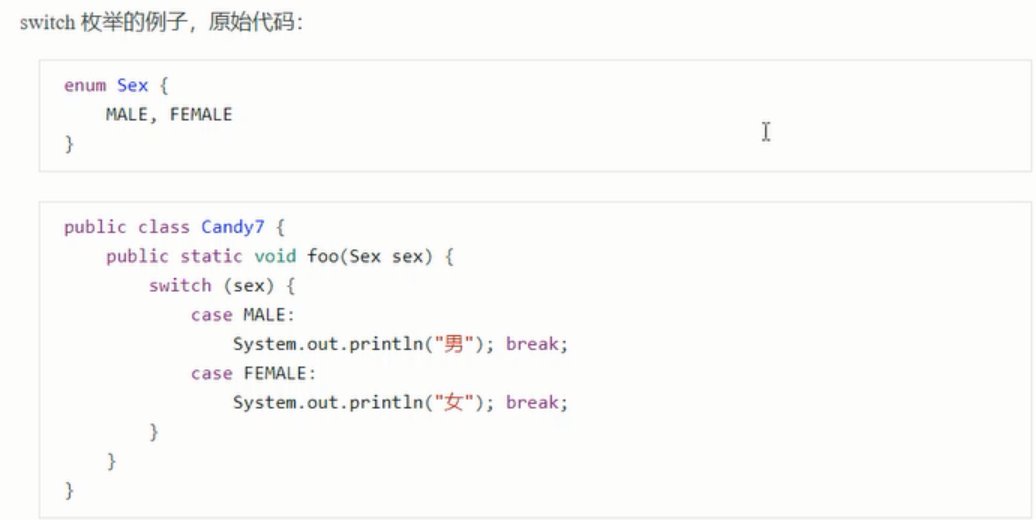 switch 枚举的例子，原始代码：
enum Sex {
    MALE, FEMALE
}
public class Candy7 {
    public static void foo(Sex sex) {
        switch (sex) {
            case MALE:
                System.out.println("男"); break;
            case FEMALE:
                System.out.println("女"); break;
        }
    }
}